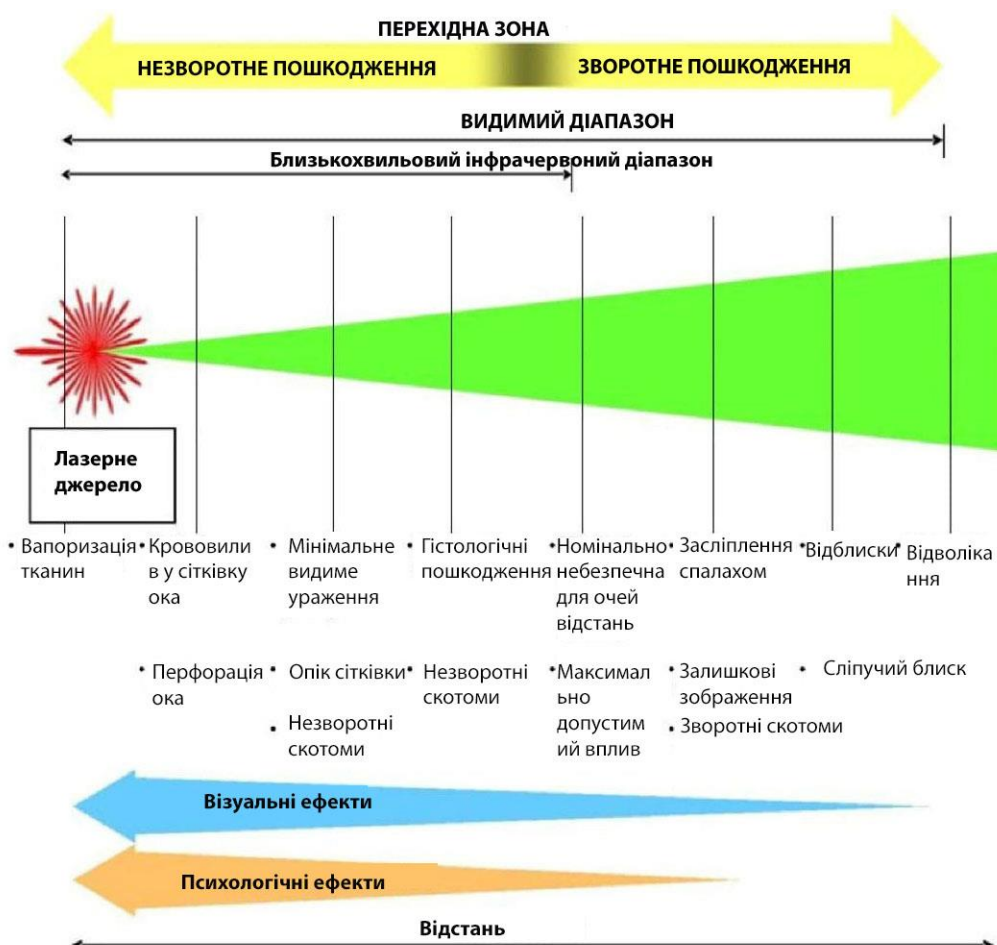 ПЕРЕХІДНА ЗОНА
НЕЗВОРОТНЕ ПОШКОДЖЕННЯ
ЗВОРОТНЕ ПОШКОДЖЕННЯ
ВИДИМИЙ ДІАПАЗОН
Близькохвильовий інфрачервоний діапазон
Лазерне
джерело
• Вапоризація
тканин
• Крововили
в у сітківку
ока
• Перфорація
ока
• Мінімальне
видиме
ураження
Опік сітківки
• Незворотні
скотоми
• Гістологічні
пошкодження
• Незворотні
скотоми
• Номінально
небезпечна
для очей
відстань
• Максимал
ьно
допустим
ий вплив
• Засліплення
спалахом
• Залишкові
зображення
• Зворотні скотоми
• Відблиски
• Сліпучий блиск
• Відволіка
ння
Візуальні ефекти
Психологічні ефекти
Відстань